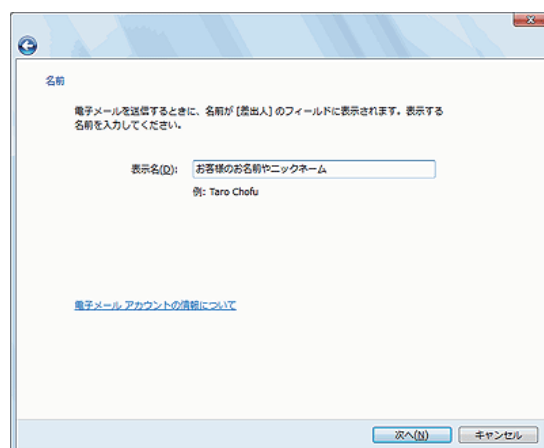 名前
電子メールを送信するときに、名前が [差出人] のフィールドに表示されます。表示する
名前を入力してください。
表示名(D): お客様のお名前やニックネーム
例: Taro Chofu
電子メール アカウントの情報について
次へ(N) キャンセル